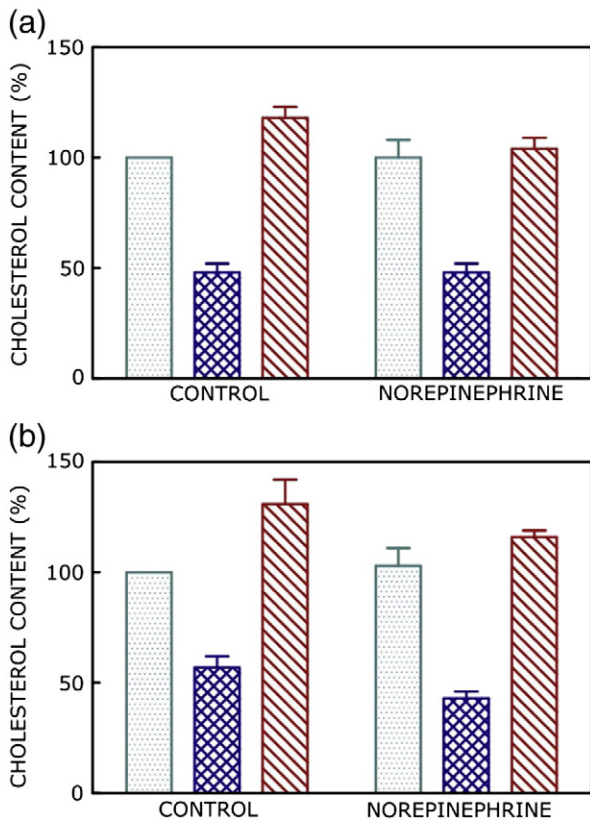 (a)
150
100
50
0
CHOLESTEROL CONTENT (%)
CONTROL
NOREPINEPHRINE
(b)
150
100
50
0
CHOLESTEROL CONTENT (%)
CONTROL
NOREPINEPHRINE